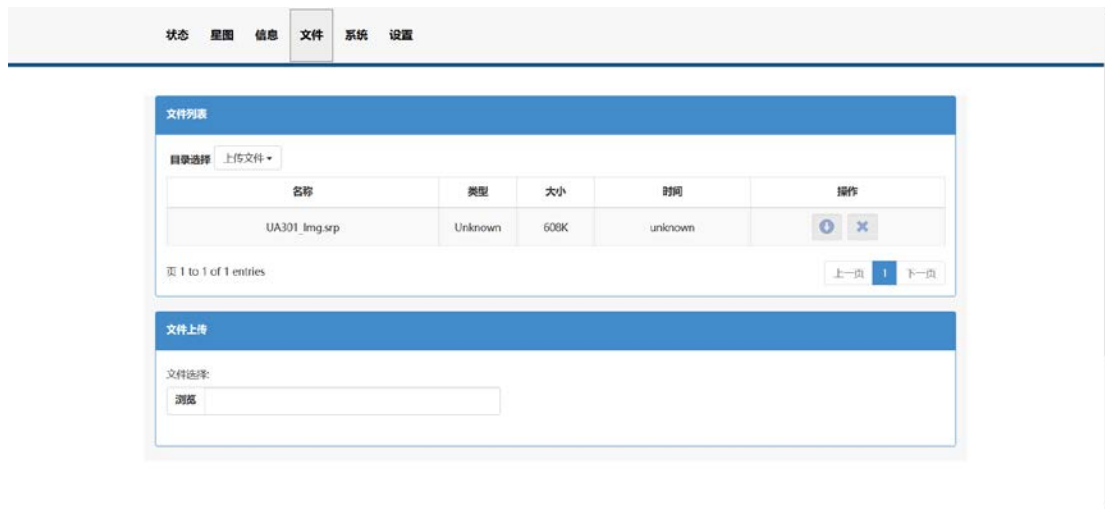 状态 星图 信息 文件 系统 设置
文件列表
目录选择 上传文件
名称 类型 大小 时间 操作
UA301_Img.srp Unknown 608K unknown
页 1 to 1 of 1 entries 上一页 1 下一页
文件上传
文件选择:
浏览